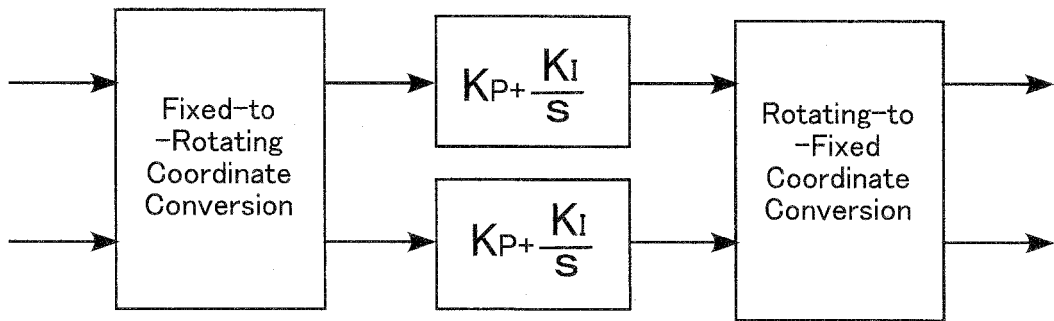 Fixed-to
-Rotating
Coordinate
Conversion
KP+ KI/s
KP+ KI/s
Rotating-to
-Fixed
Coordinate
Conversion